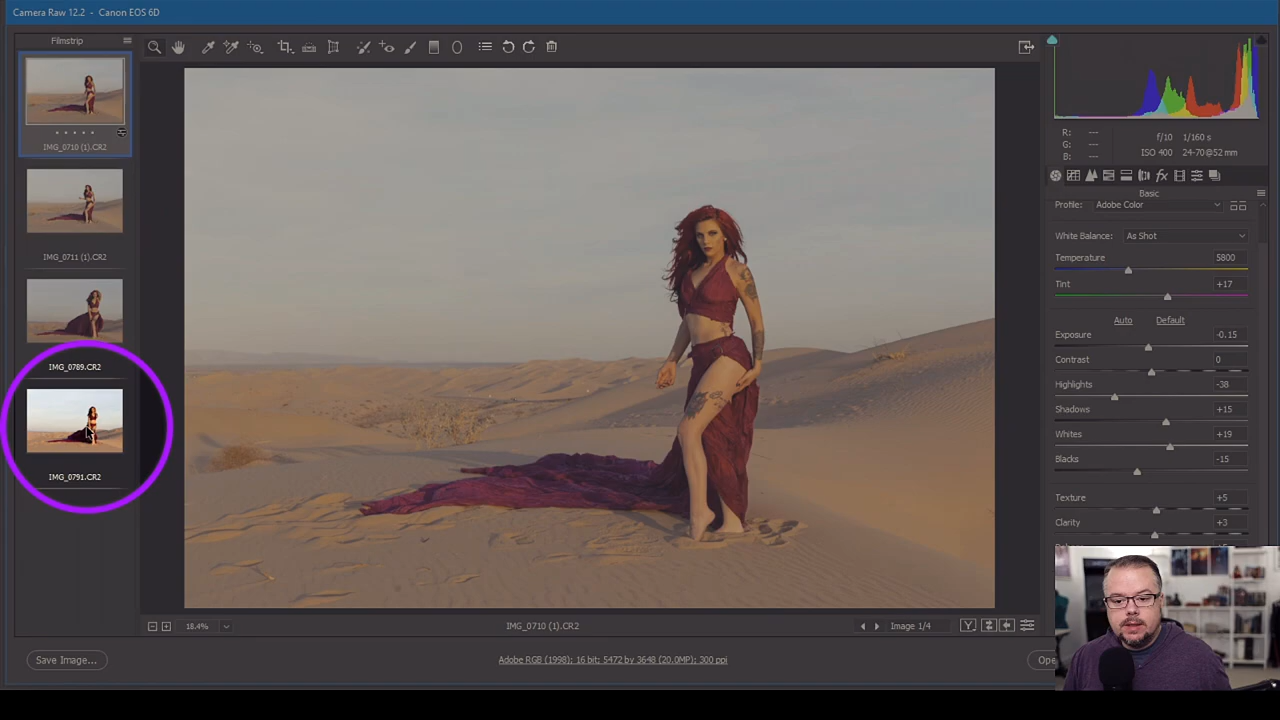 Camera Raw 12.2 - Canon EOS 6D
Filmstrip
IMG_0710 (1).CR2
IMG_0711 (1).CR2
IMG_0789.CR2
IMG_0791.CR2
18.4%
IMG_0710 (1).CR2
Image 1/4
Save Image...
Adobe RGB (1998); 16 bit; 5472 by 3648 (20.0MP); 300 ppi
R: ---
G: ---
B: ---
f/10 1/160 s
ISO 400 24-70@52 mm
Basic
Profile: Adobe Color
White Balance: As Shot
Temperature 5800
Tint +17
Auto Default
Exposure -0.15
Contrast 0
Highlights -38
Shadows +15
Whites +19
Blacks -15
Texture +5
Clarity +3